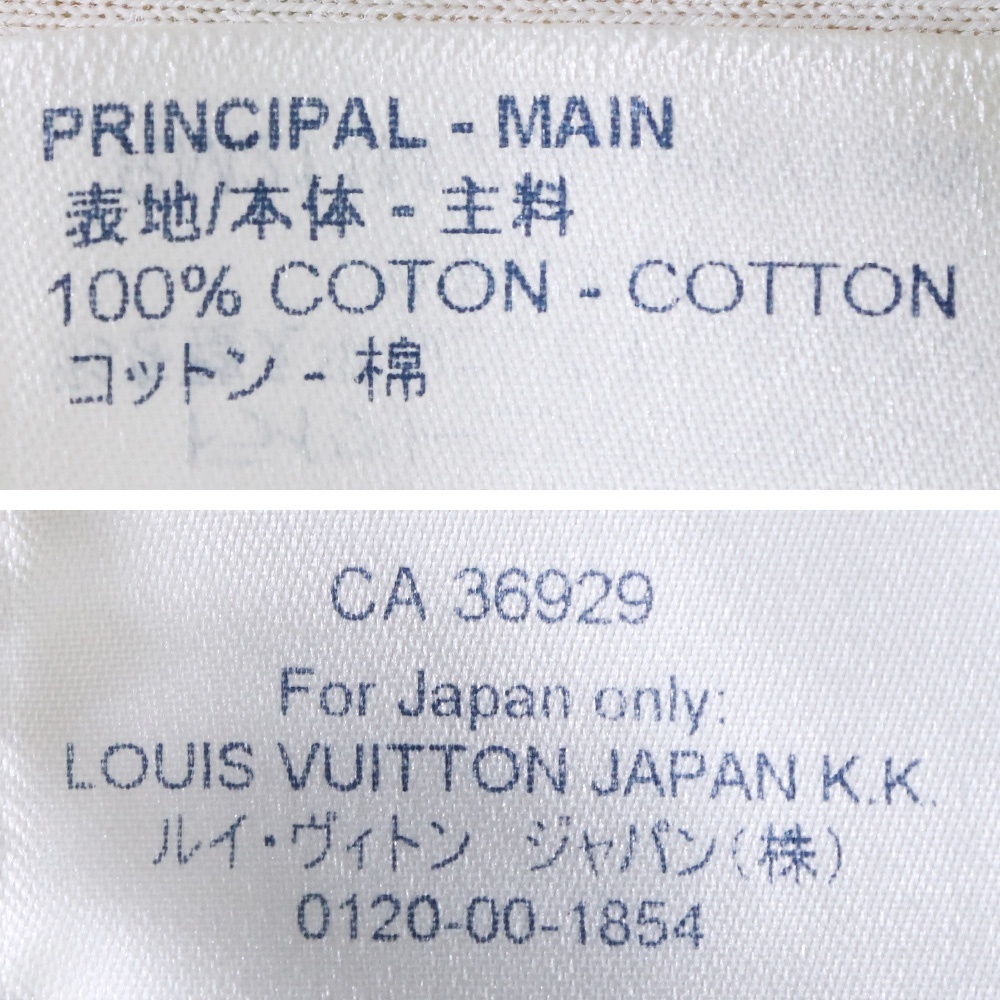 PRINCIPAL - MAIN
表地/本体 - 主料
100% COTON - COTTON
コットン - 棉
CA 36929
For Japan only:
LOUIS VUITTON JAPAN K.K.
ルイ・ヴィトン　ジャパン(株)
0120-00-1854